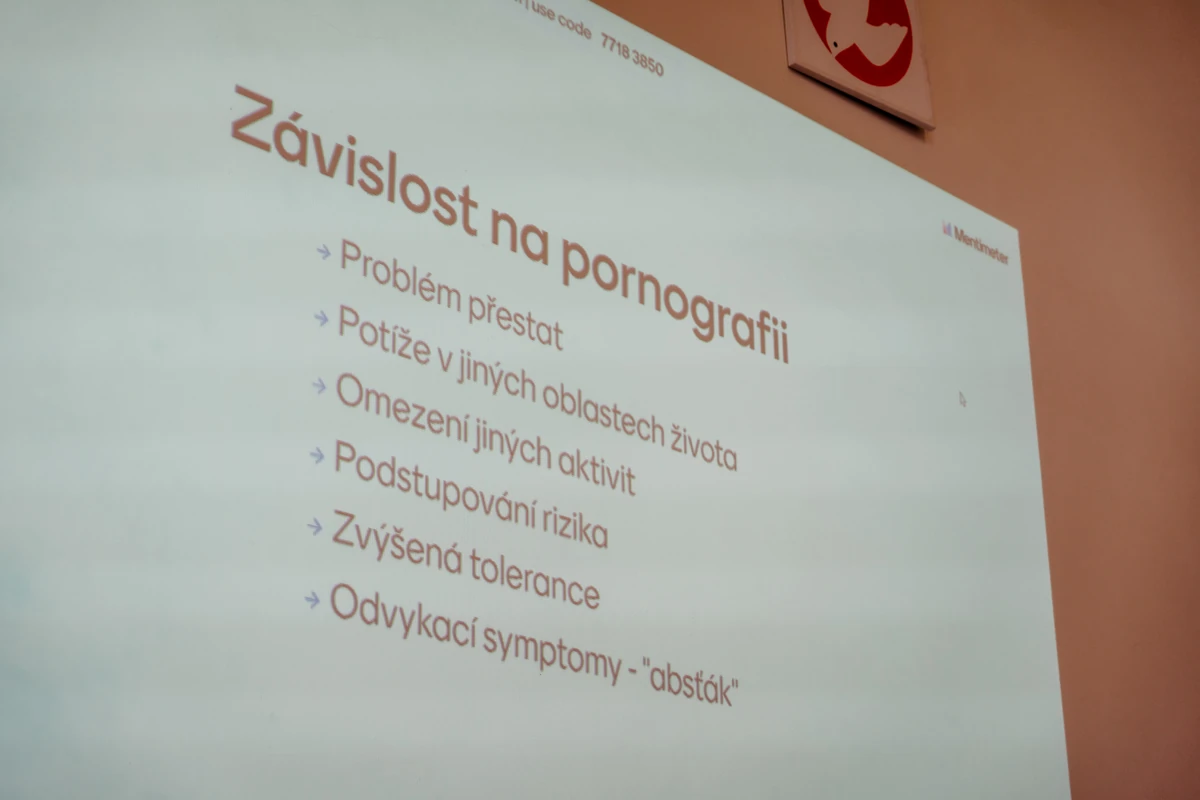 use code 7718 3850
Mentimeter
Závislost na pornografii
→ Problém přestat
→ Potíže v jiných oblastech života
→ Omezení jiných aktivit
→ Podstupování rizika
→ Zvýšená tolerance
→ Odvykací symptomy - "absťák"